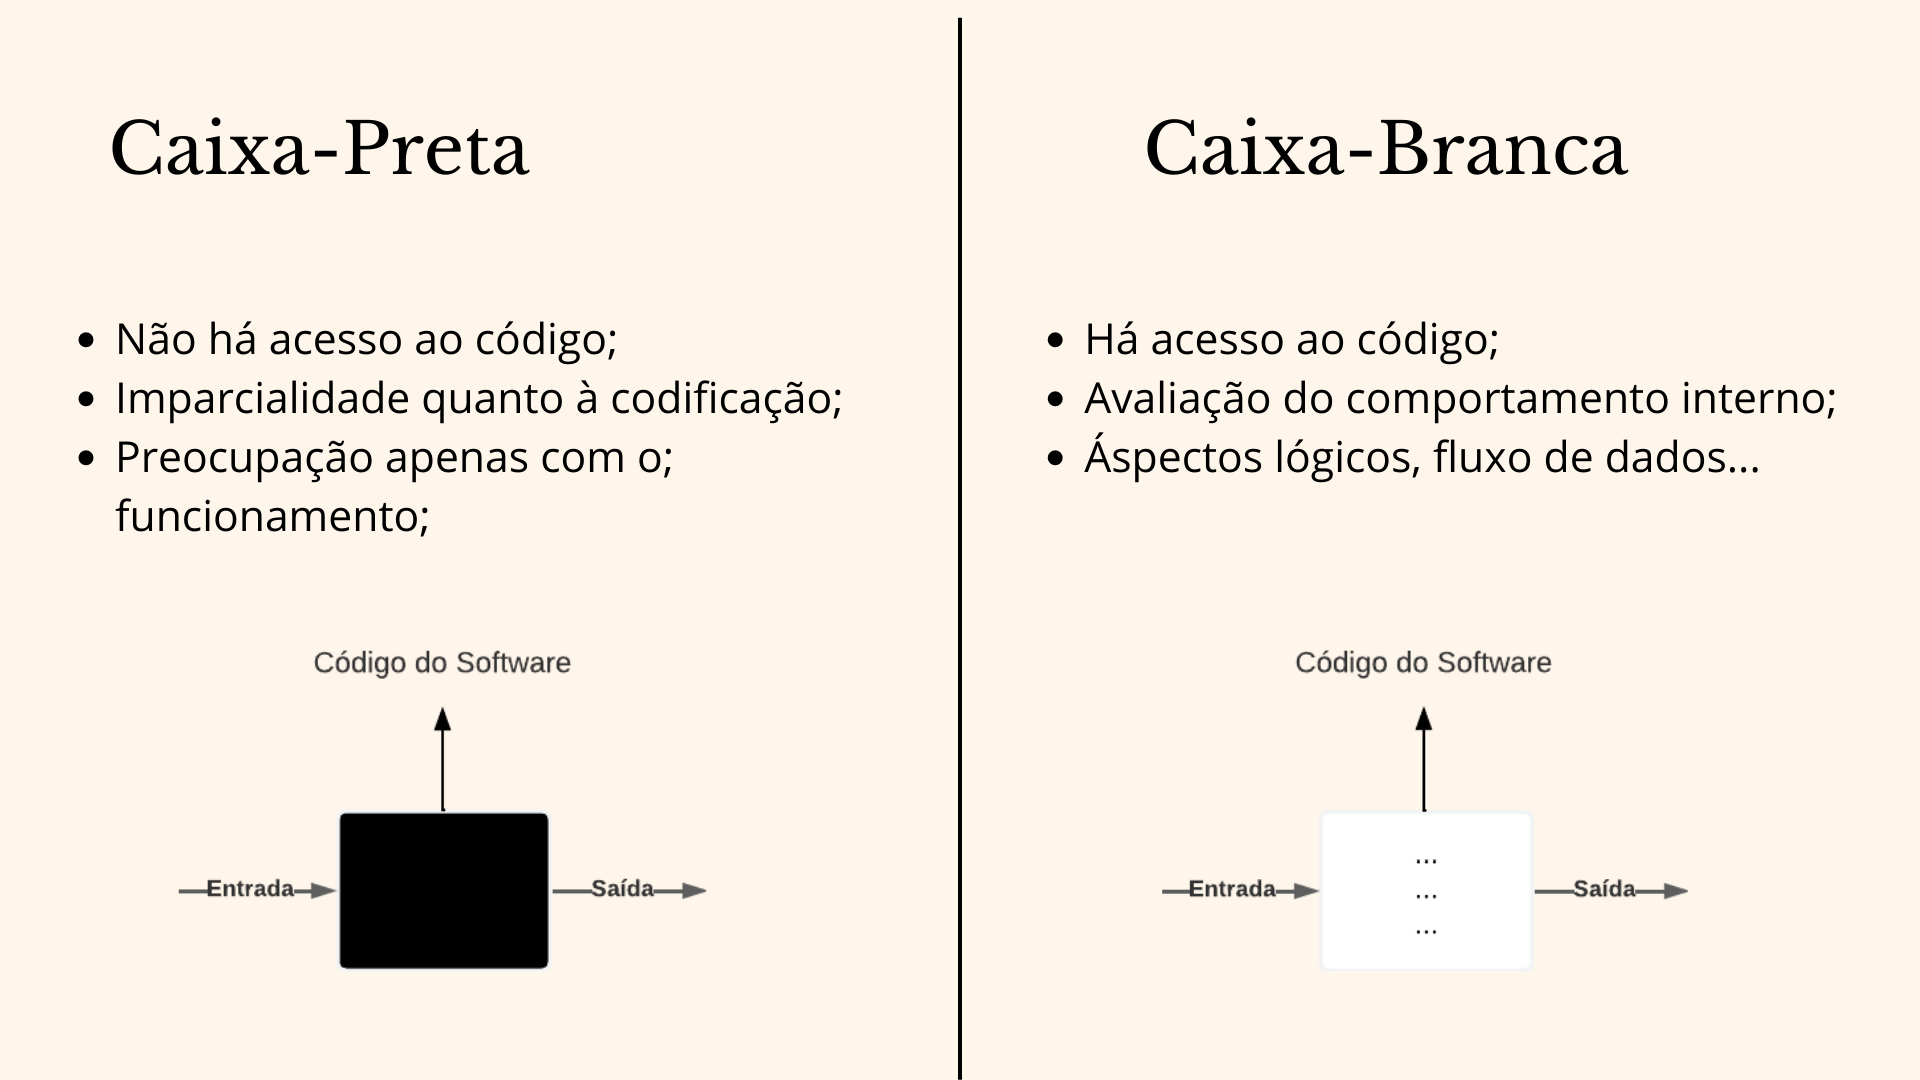 Caixa-Preta
Não há acesso ao código;
Imparcialidade quanto à codificação;
Preocupação apenas com o;
funcionamento;
Código do Software
Entrada
Saída
Caixa-Branca
Há acesso ao código;
Avaliação do comportamento interno;
Áspectos lógicos, fluxo de dados...
Código do Software
...
...
...
Entrada
Saída